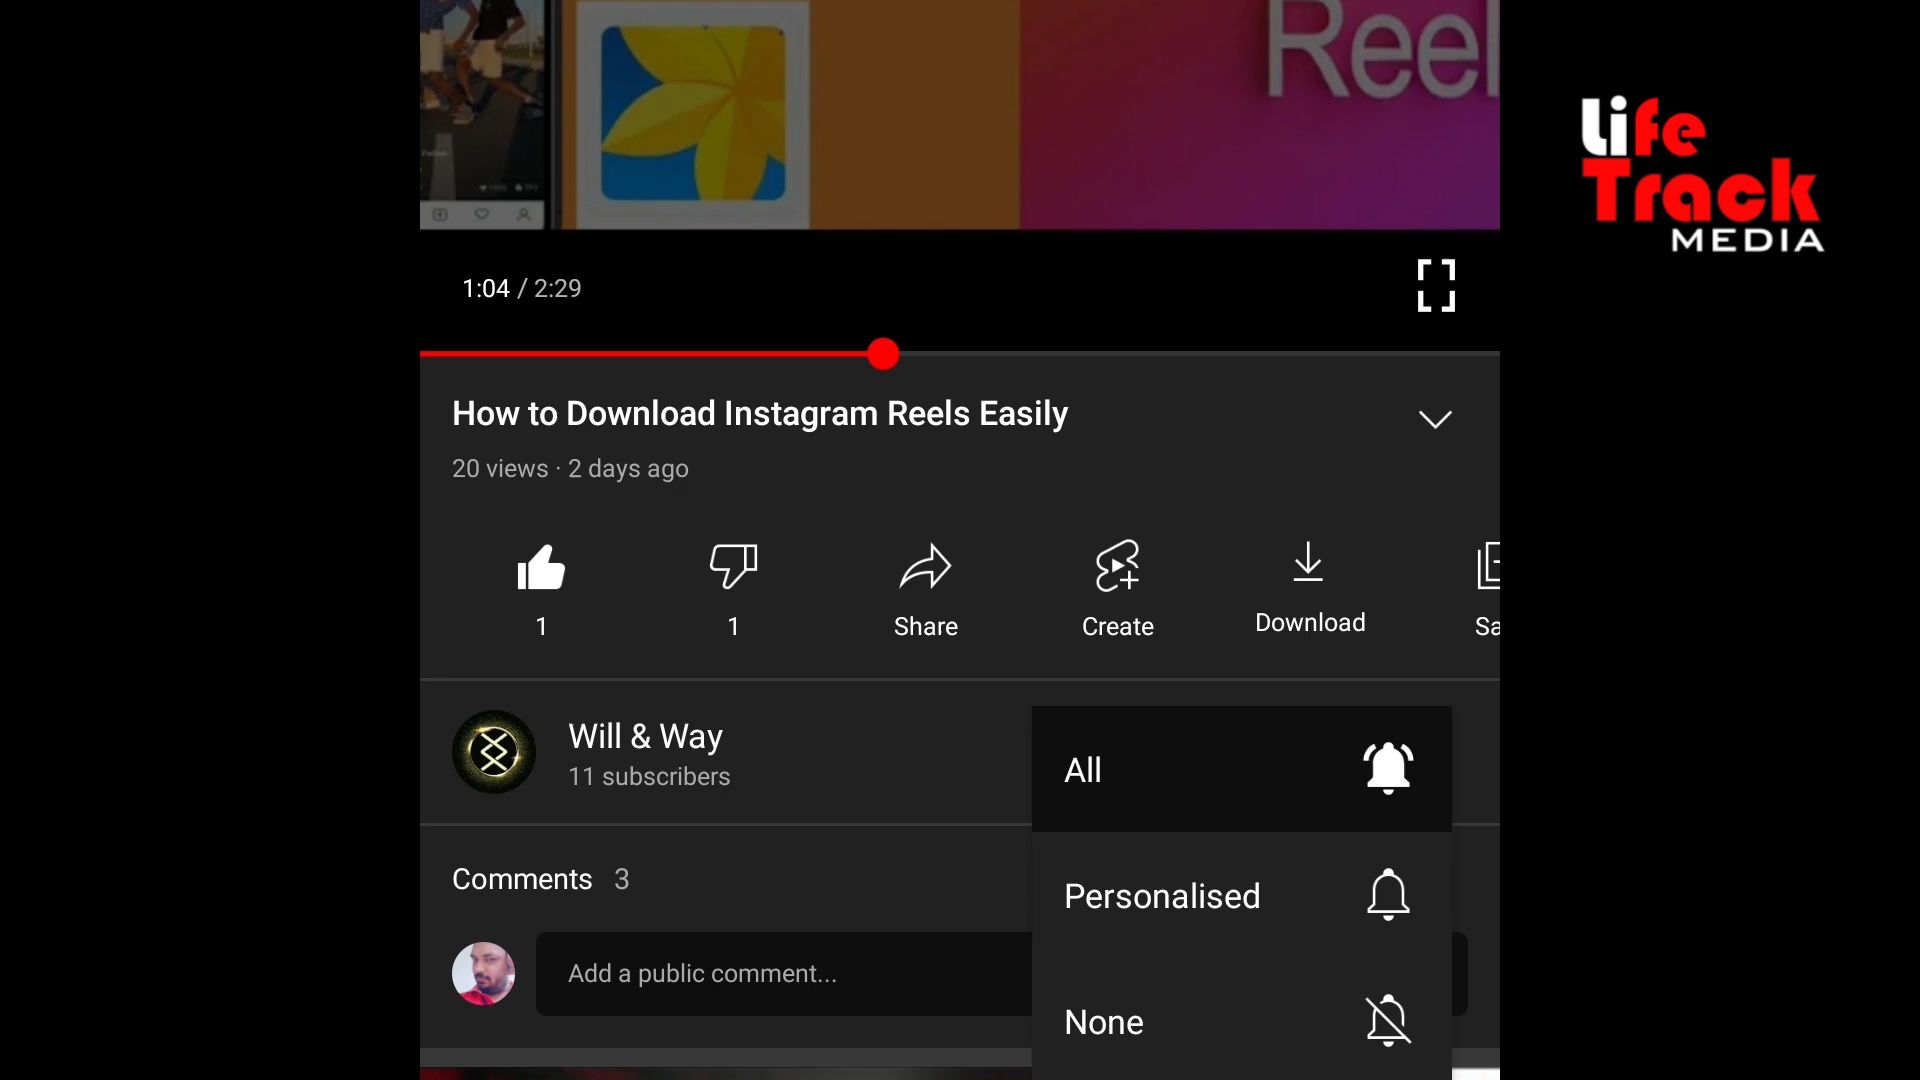 Reel
Life
Track
MEDIA
1:04 / 2:29
How to Download Instagram Reels Easily
20 views · 2 days ago
1
1
Share
Create
Download
Sa
Will & Way
11 subscribers
All
Personalised
None
Comments 3
Add a public comment...